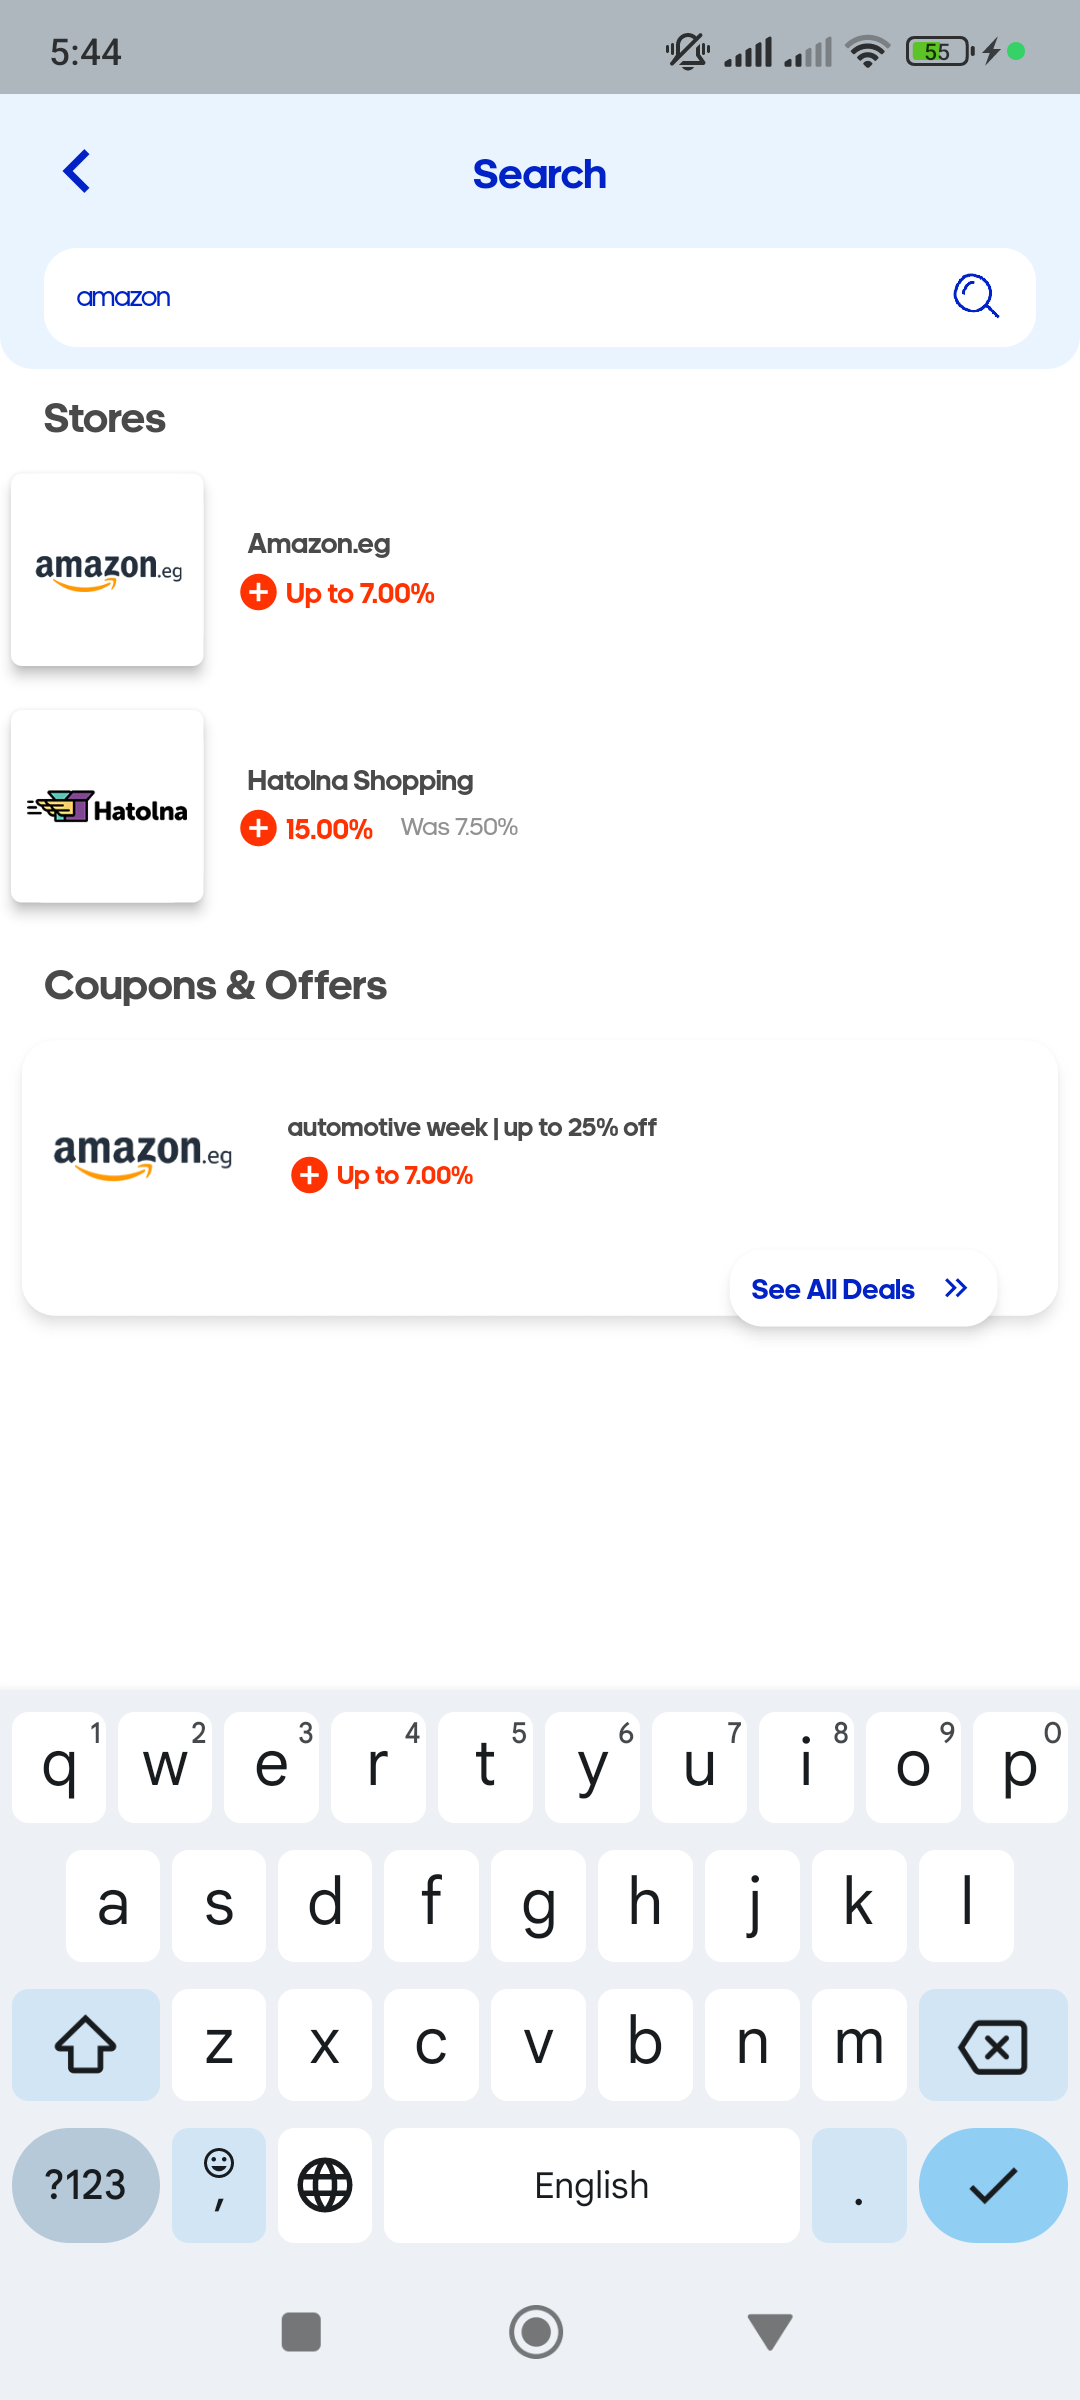 5:44
55
Search
amazon
Stores
amazon.eg
Amazon.eg
Up to 7.00%
Hatolna
Hatolna Shopping
15.00% Was 7.50%
Coupons & Offers
amazon.eg
automotive week | up to 25% off
Up to 7.00%
See All Deals
q 1 w 2 e 3 r 4 t 5 y 6 u 7 i 8 o 9 p 0
a s d f g h j k l
z x c v b n m
?123 , English .